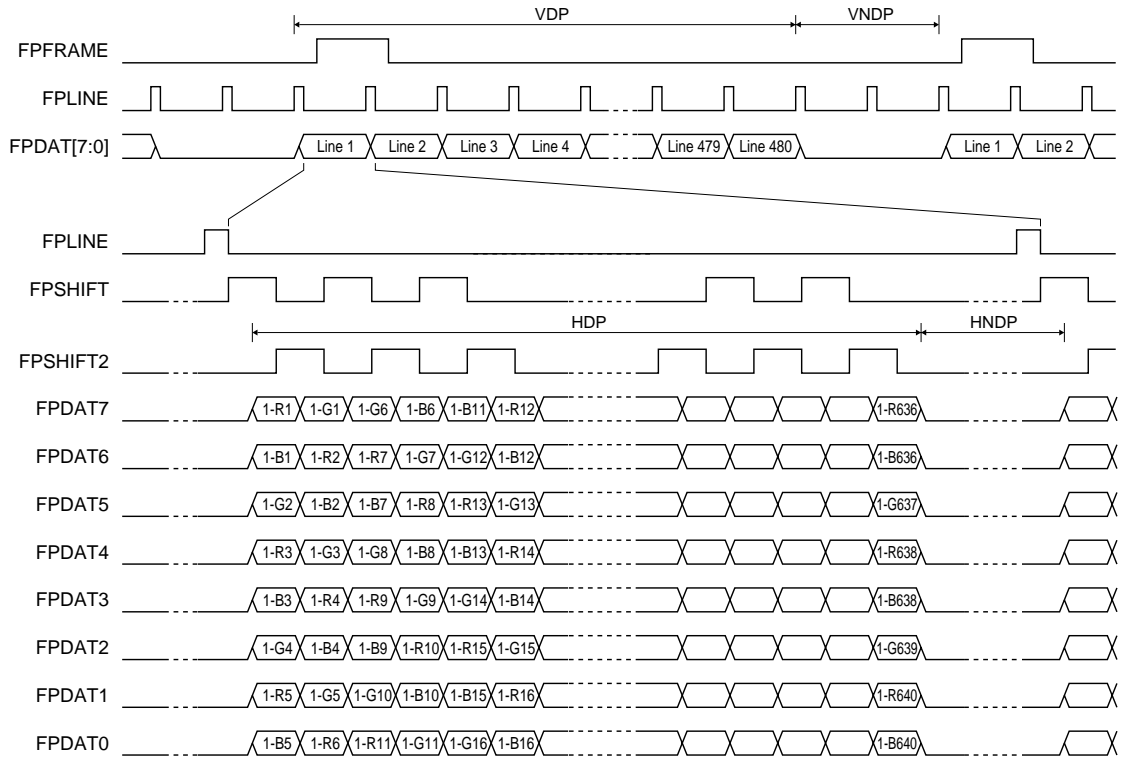 VDP VNDP
FPFRAME
FPLINE
FPDAT[7:0] Line 1 Line 2 Line 3 Line 4 Line 479 Line 480 Line 1 Line 2
FPLINE
FPSHIFT
HDP HNDP
FPSHIFT2
FPDAT7 1-R1 1-G1 1-G6 1-B6 1-B11 1-R12 1-R636
FPDAT6 1-B1 1-R2 1-R7 1-G7 1-G12 1-B12 1-B636
FPDAT5 1-G2 1-B2 1-B7 1-R8 1-R13 1-G13 1-G637
FPDAT4 1-R3 1-G3 1-G8 1-B8 1-B13 1-R14 1-R638
FPDAT3 1-B3 1-R4 1-R9 1-G9 1-G14 1-B14 1-B638
FPDAT2 1-G4 1-B4 1-B9 1-R10 1-R15 1-G15 1-G639
FPDAT1 1-R5 1-G5 1-G10 1-B10 1-B15 1-R16 1-R640
FPDAT0 1-B5 1-R6 1-R11 1-G11 1-G16 1-B16 1-B640